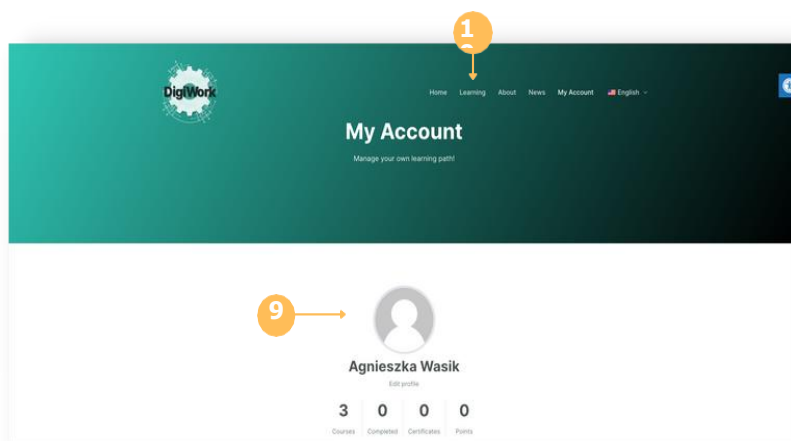 1
DigiWork
Home Learning About News My Account English
My Account
Manage your own learning path!
9
Agnieszka Wasik
Edit profile
3 0 0 0
Courses Completed Certificates Points